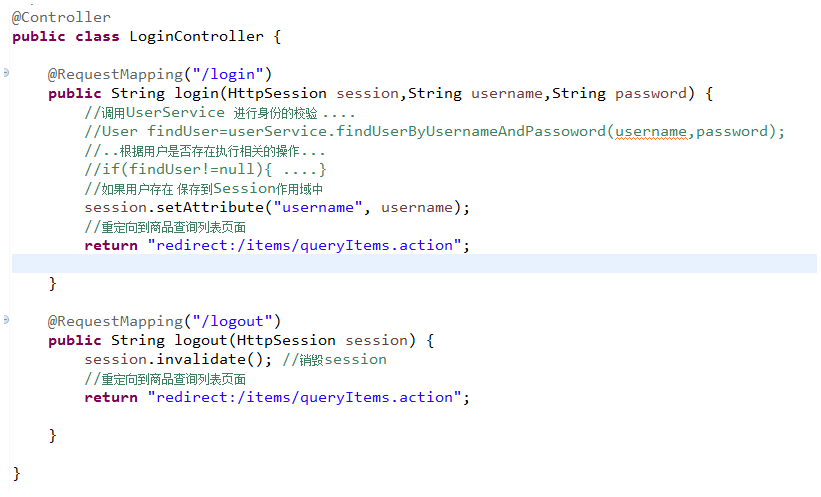 @Controller
public class LoginController {
@RequestMapping("/login")
public String login(HttpSession session,String username,String password) {
//调用UserService 进行身份的校验 ....
//User findUser=userService.findUserByUsernameAndPassoword(username,password);
//..根据用户是否存在执行相关的操作...
//if(findUser!=null){ ....}
//如果用户存在 保存到Session作用域中
session.setAttribute("username", username);
//重定向到商品查询列表页面
return "redirect:/items/queryItems.action";
}
@RequestMapping("/logout")
public String logout(HttpSession session) {
session.invalidate(); //销毁session
//重定向到商品查询列表页面
return "redirect:/items/queryItems.action";
}
}